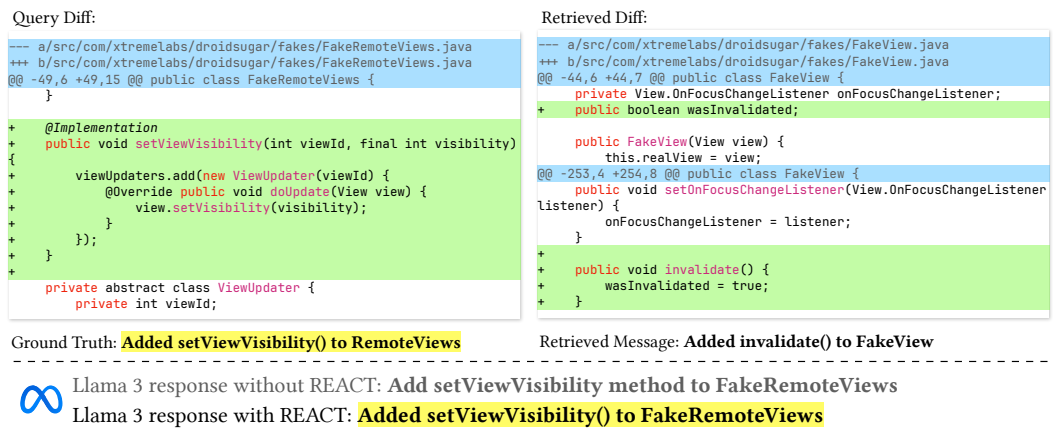 Query Diff:
--- a/src/com/xtremelabs/droidsugar/fakes/FakeRemoteViews.java
+++ b/src/com/xtremelabs/droidsugar/fakes/FakeRemoteViews.java
@@ -49,6 +49,15 @@ public class FakeRemoteViews {
    }

+    @Implementation
+    public void setViewVisibility(int viewId, final int visibility)
{
+        viewUpdaters.add(new ViewUpdater(viewId) {
+            @Override public void doUpdate(View view) {
+                view.setVisibility(visibility);
+            }
+        });
+    }
+
    private abstract class ViewUpdater {
        private int viewId;
Ground Truth: Added setViewVisibility() to RemoteViews
Retrieved Diff:
--- a/src/com/xtremelabs/droidsugar/fakes/FakeView.java
+++ b/src/com/xtremelabs/droidsugar/fakes/FakeView.java
@@ -44,6 +44,7 @@ public class FakeView {
    private View.OnFocusChangeListener onFocusChangeListener;
+    public boolean wasInvalidated;

    public FakeView(View view) {
        this.realView = view;
@@ -253,4 +254,8 @@ public class FakeView {
    public void setOnFocusChangeListener(View.OnFocusChangeListener
listener) {
        onFocusChangeListener = listener;
    }
+
+    public void invalidate() {
+        wasInvalidated = true;
+    }
Retrieved Message: Added invalidate() to FakeView
Llama 3 response without REACT: Add setViewVisibility method to FakeRemoteViews
Llama 3 response with REACT: Added setViewVisibility() to FakeRemoteViews